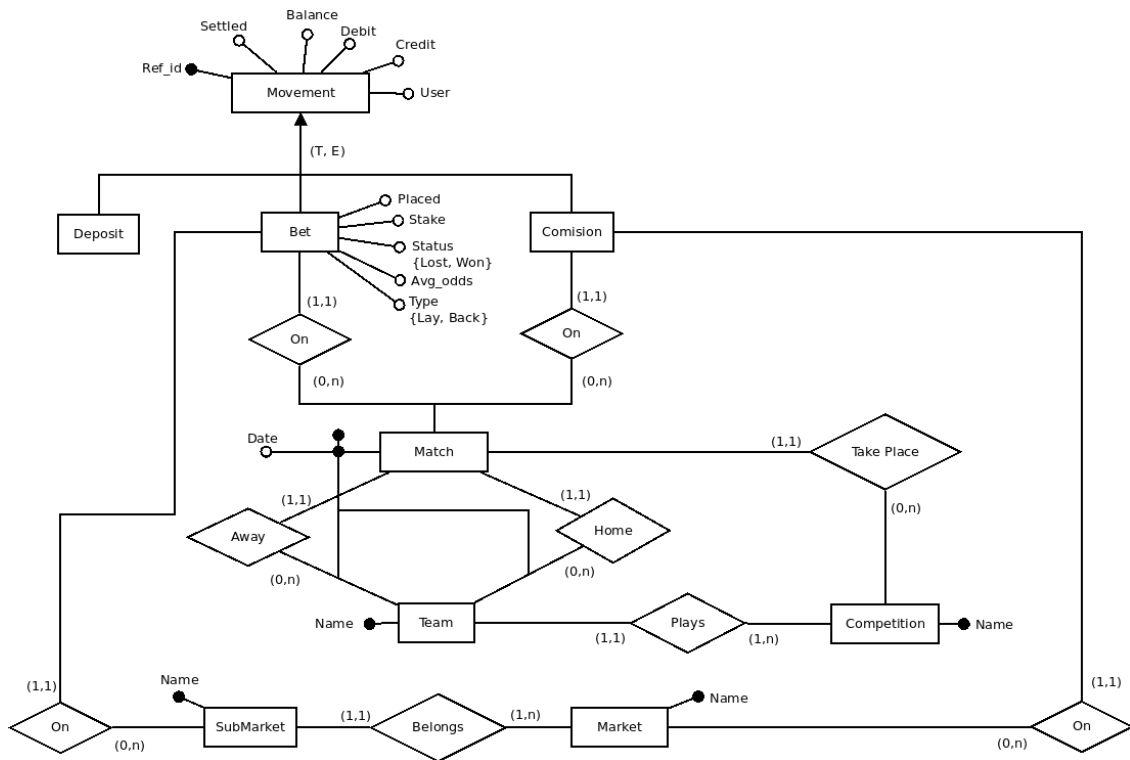 Balance
Settled
Debit
Credit
Ref_id
Movement
User
(T, E)
Placed
Deposit
Bet
Stake
Comision
Status
{Lost, Won}
Avg_odds
Type
{Lay, Back}
(1,1)
(1,1)
On
On
(0,n)
(0,n)
Date
Match
(1,1)
Take Place
(1,1)
(1,1)
(0,n)
Away
Home
(0,n)
(0,n)
Name
Team
Plays
Competition
Name
(1,1)
(1,n)
Name
(1,1)
(1,1)
Name
On
SubMarket
(1,1)
Belongs
(1,n)
Market
On
(0,n)
(0,n)